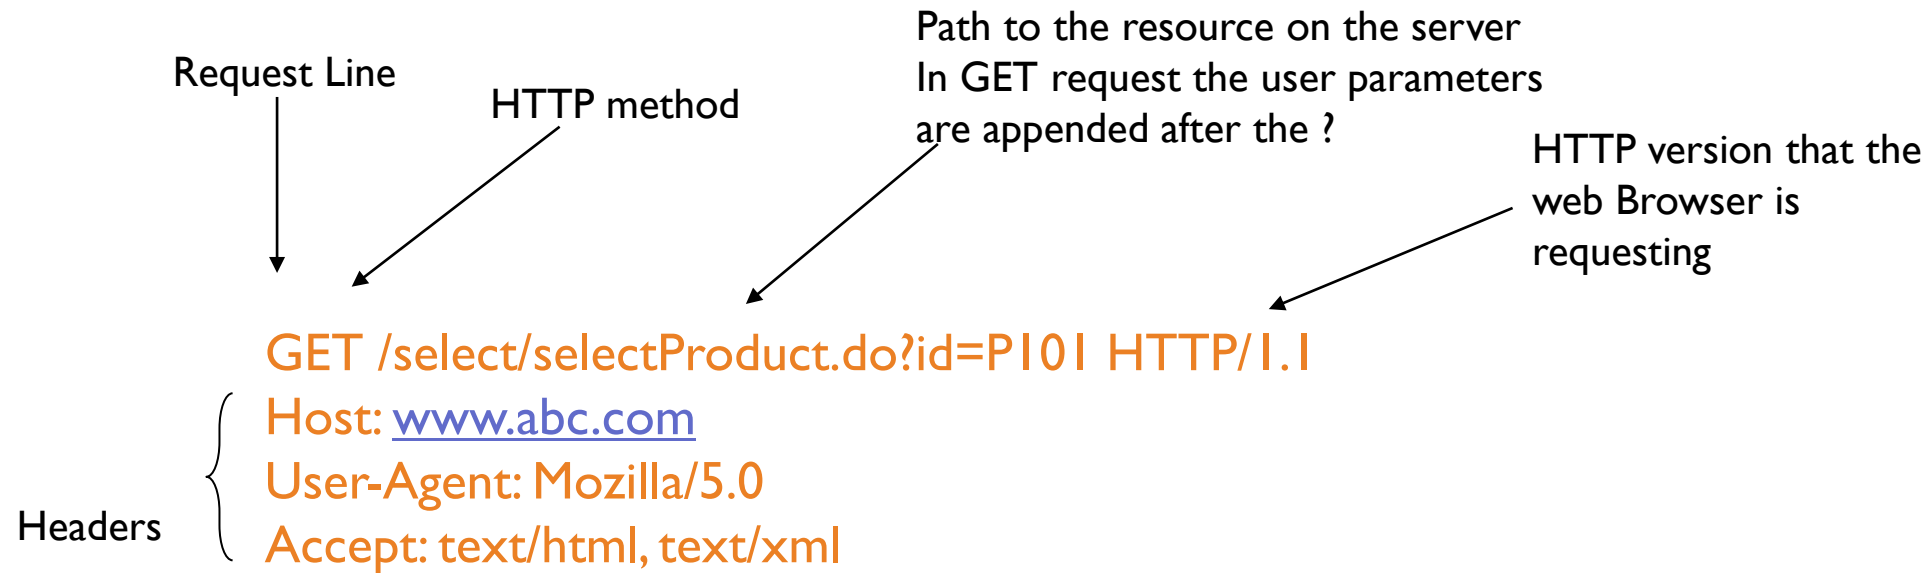 Request Line
HTTP method
Path to the resource on the server
In GET request the user parameters
are appended after the ?
HTTP version that the
web Browser is
requesting
GET /select/selectProduct.do?id=P101 HTTP/1.1
Host: www.abc.com
User-Agent: Mozilla/5.0
Accept: text/html, text/xml
Headers